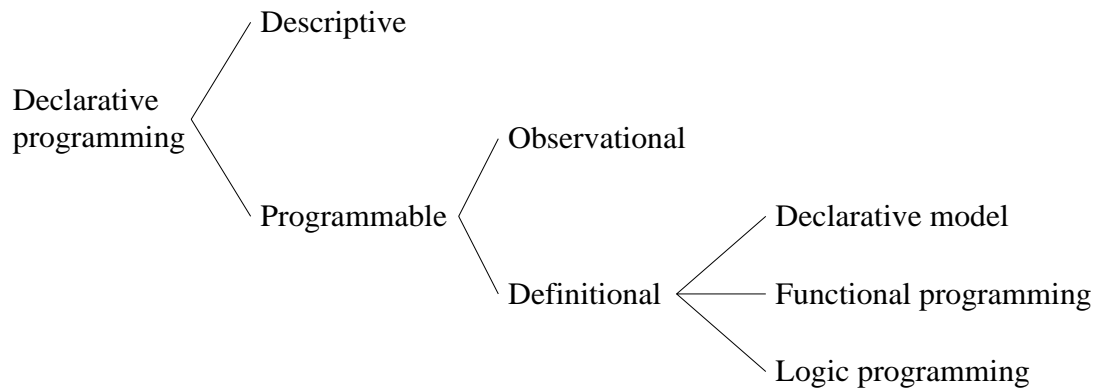 Descriptive
Declarative
programming
Observational
Programmable
Declarative model
Definitional
Functional programming
Logic programming